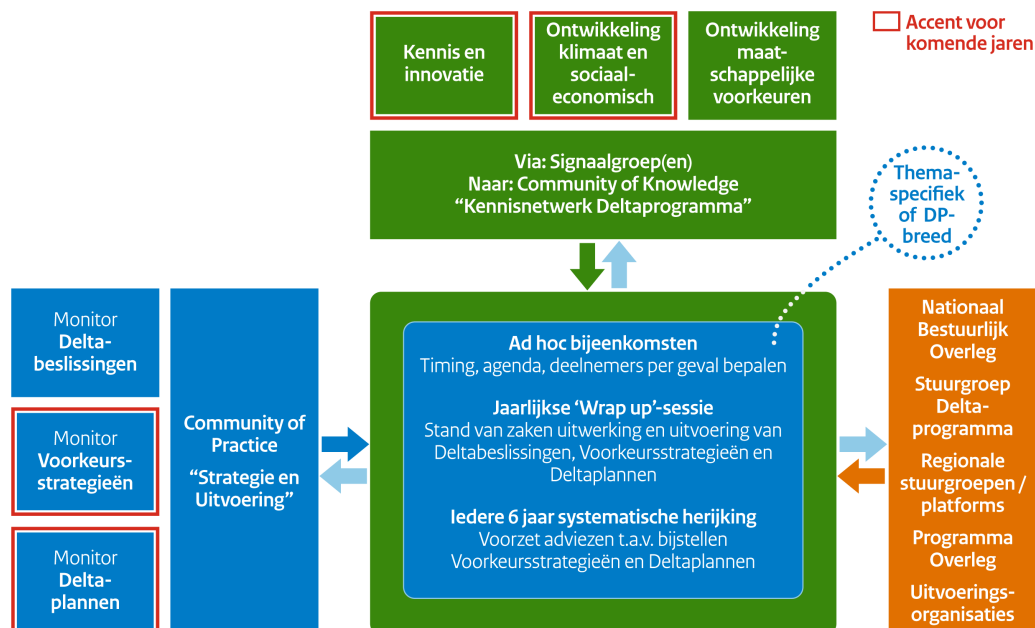 Kennis en
innovatie
Ontwikkeling
klimaat en
sociaal-
economisch
Ontwikkeling
maat-
schappelijke
voorkeuren
Accent voor
komende jaren
Via: Signaalgroep(en)
Naar: Community of Knowledge
“Kennisnetwerk Deltaprogramma”
Thema-
specifiek
of DP-
breed
Monitor
Delta-
beslissingen
Monitor
Voorkeurs-
strategieën
Monitor
Delta-
plannen
Community of
Practice
“Strategie en
Uitvoering”
Ad hoc bijeenkomsten
Timing, agenda, deelnemers per geval bepalen
Jaarlijkse ‘Wrap up’-sessie
Stand van zaken uitwerking en uitvoering van
Deltabeslissingen, Voorkeursstrategieën en
Deltaplannen
Iedere 6 jaar systematische herijking
Voorzet adviezen t.a.v. bijstellen
Voorkeursstrategieën en Deltaplannen
Nationaal
Bestuurlijk
Overleg
Stuurgroep
Delta-
programma
Regionale
stuurgroepen /
platforms
Programma
Overleg
Uitvoerings-
organisaties